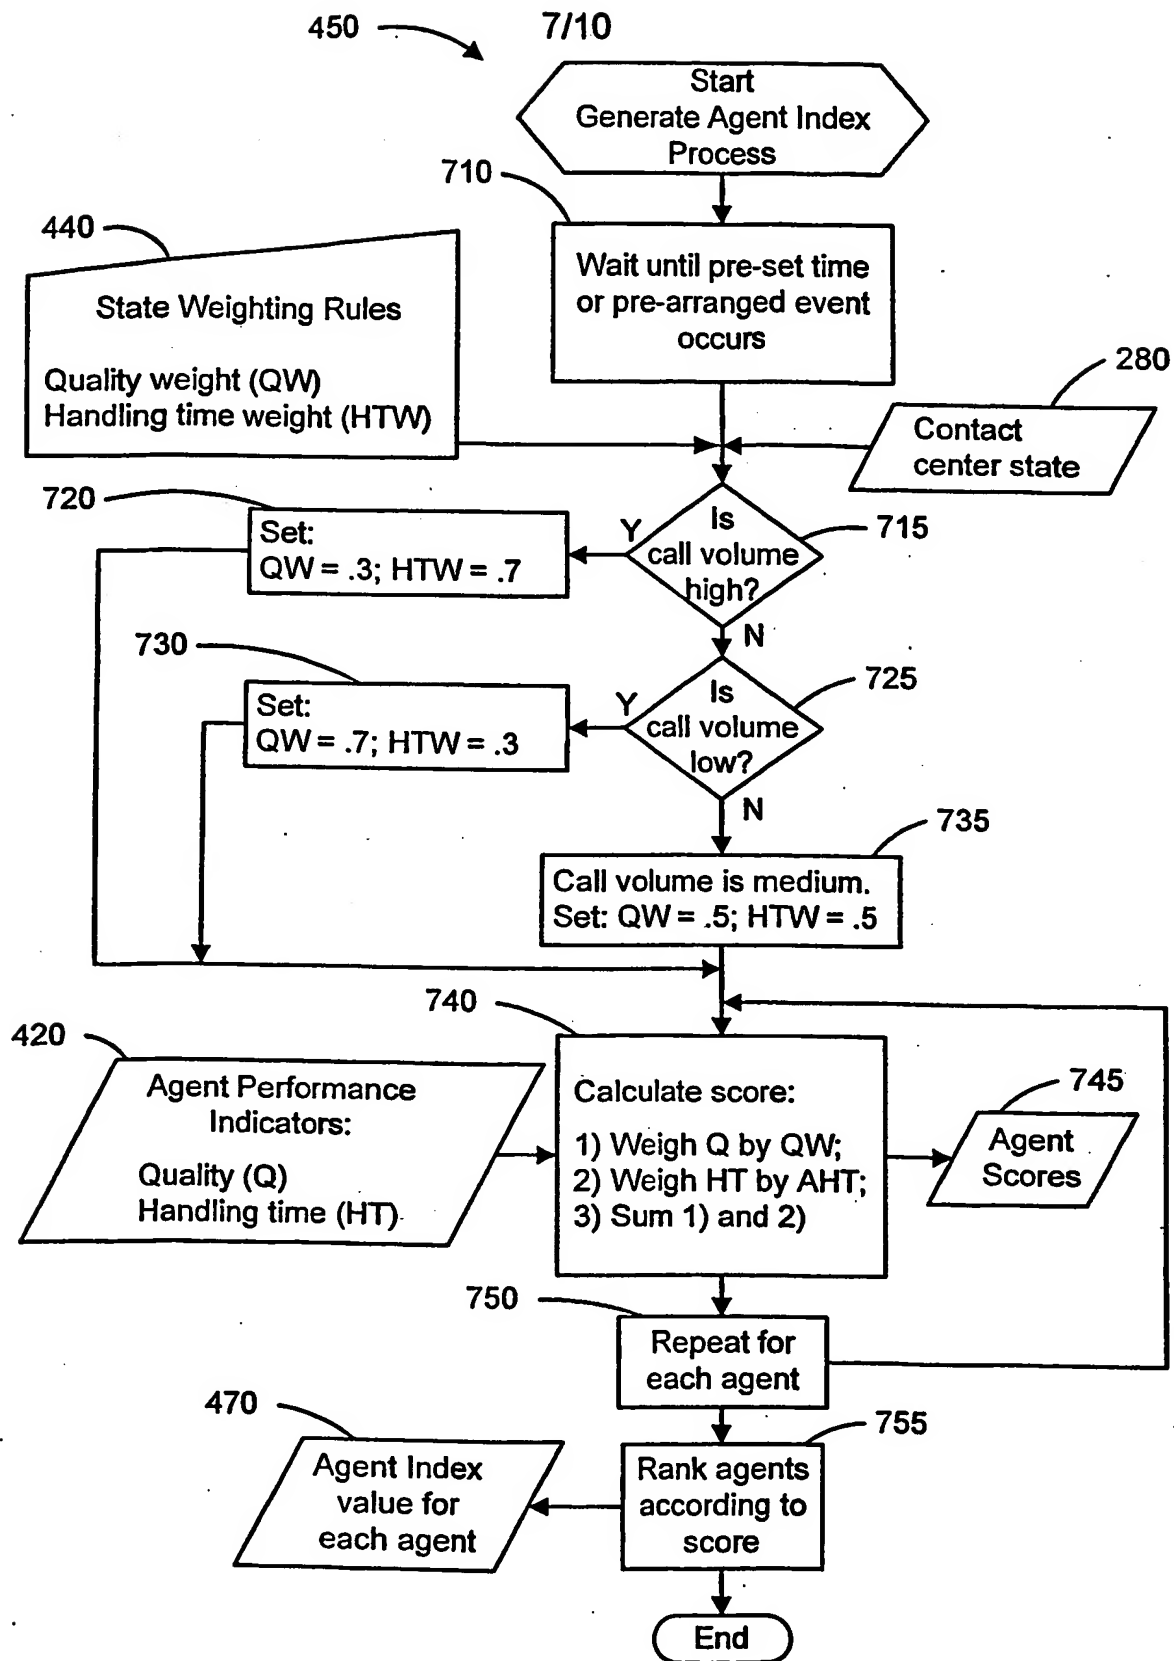 450
7/10
Start
Generate Agent Index
Process
710
440
Wait until pre-set time
or pre-arranged event
occurs
State Weighting Rules
Quality weight (QW)
Handling time weight (HTW)
280
Contact
center state
720
Set:
QW = .3; HTW = .7
Y
Is
call volume
high?
715
N
730
Set:
QW = .7; HTW = .3
Y
Is
call volume
low?
725
N
735
Call volume is medium.
Set: QW = .5; HTW = .5
740
420
Agent Performance
Indicators:
Quality (Q)
Handling time (HT)
Calculate score:
1) Weigh Q by QW;
2) Weigh HT by AHT;
3) Sum 1) and 2)
745
Agent
Scores
750
Repeat for
each agent
470
755
Agent Index
value for
each agent
Rank agents
according to
score
End